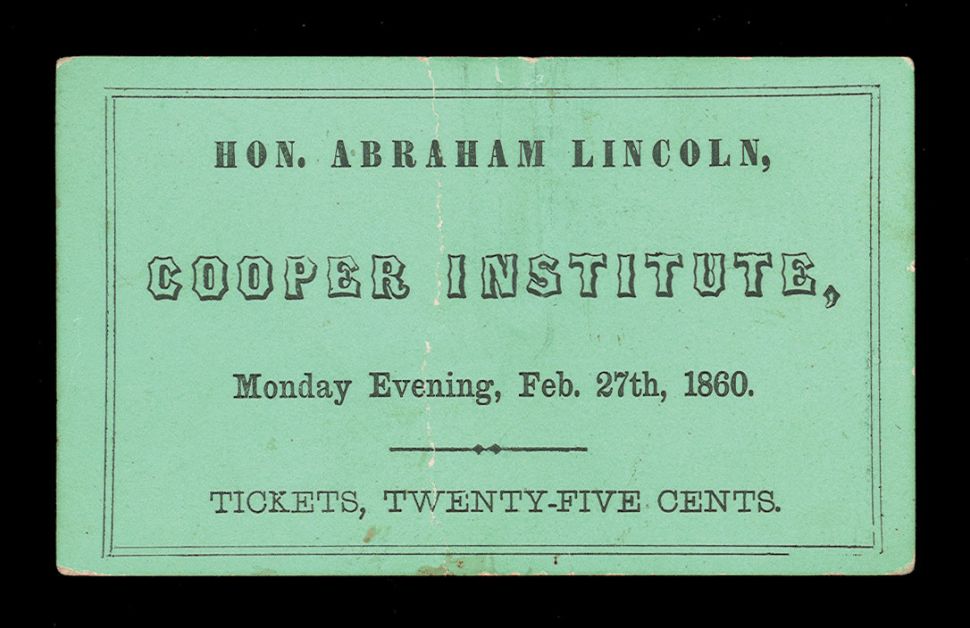 HON. ABRAHAM LINCOLN,
COOPER INSTITUTE,
Monday Evening, Feb. 27th, 1860.
TICKETS, TWENTY-FIVE CENTS.